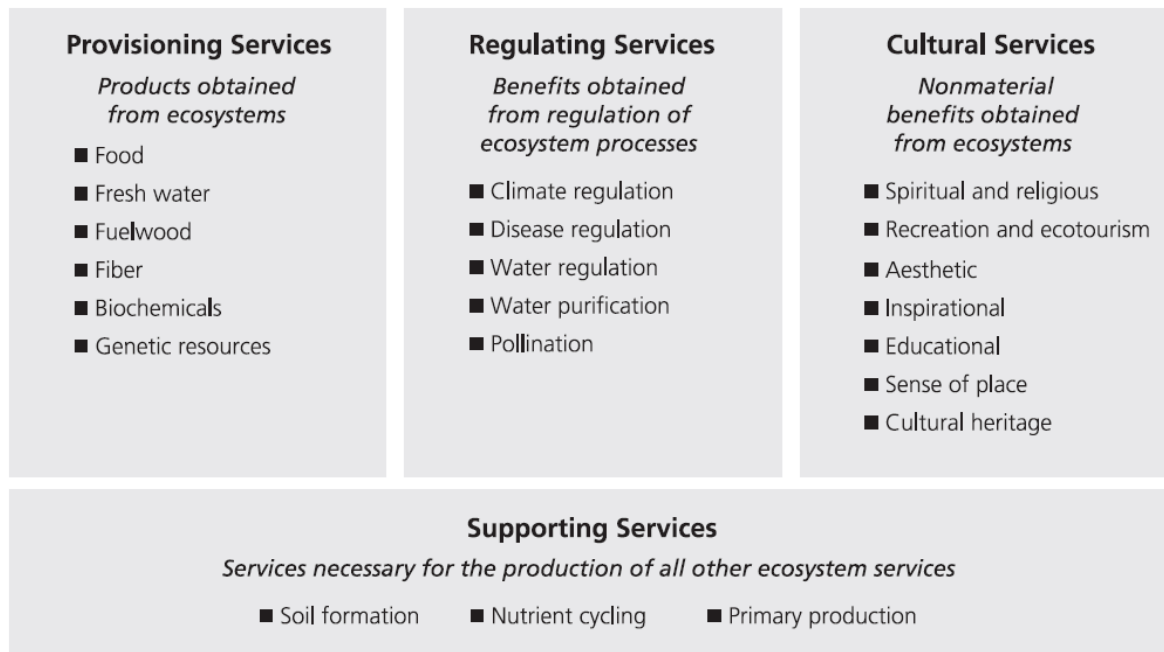 Provisioning Services
Products obtained
from ecosystems
■ Food
■ Fresh water
■ Fuelwood
■ Fiber
■ Biochemicals
■ Genetic resources
Regulating Services
Benefits obtained
from regulation of
ecosystem processes
■ Climate regulation
■ Disease regulation
■ Water regulation
■ Water purification
■ Pollination
Cultural Services
Nonmaterial
benefits obtained
from ecosystems
■ Spiritual and religious
■ Recreation and ecotourism
■ Aesthetic
■ Inspirational
■ Educational
■ Sense of place
■ Cultural heritage
Supporting Services
Services necessary for the production of all other ecosystem services
■ Soil formation ■ Nutrient cycling ■ Primary production